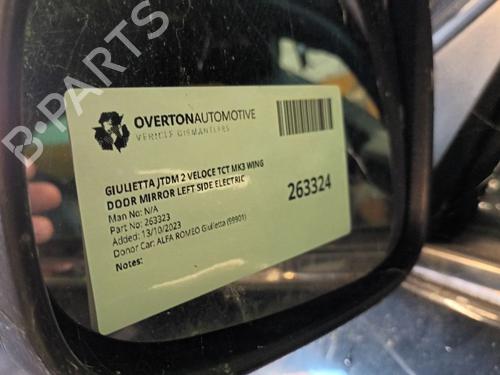 B-PARTS
OVERTONAUTOMOTIVE
VEHICLE DISMANTLERS
GIULIETTA JTDM 2 VELOCE TCT MK3 WING
DOOR MIRROR LEFT SIDE ELECTRIC
Man No: N/A
Part No: 263323
Added: 13/10/2023
Donor Car: ALFA ROMEO Giulietta (99901)
Notes:
263324